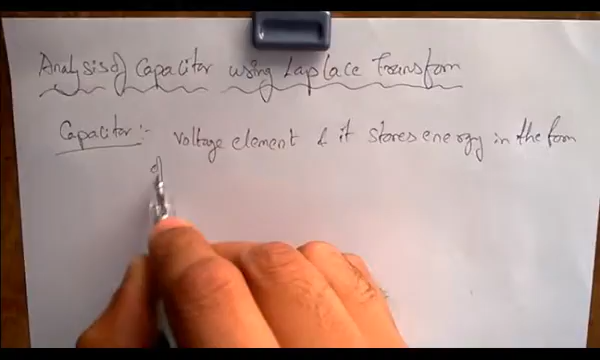 Analysis of Capacitor using Laplace Transform
Capacitor:- Voltage element & it stores energy in the form
of